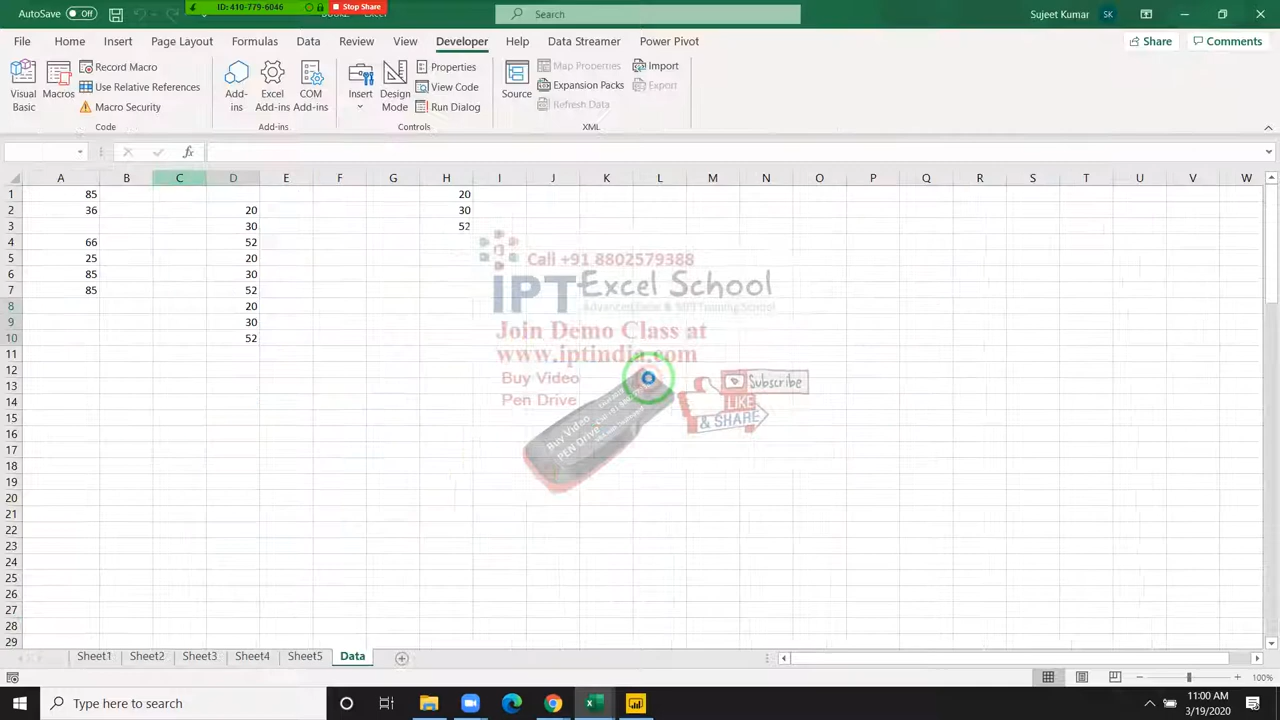 AutoSave Off
ID: 410-779-6046
Stop Share
Search
Sujeet Kumar
SK
File Home Insert Page Layout Formulas Data Review View Developer Help Data Streamer Power Pivot
Share
Comments
Visual Basic
Macros
Record Macro
Use Relative References
Macro Security
Code
Add-ins
Excel Add-ins
COM Add-ins
Add-ins
Insert
Design Mode
Properties
View Code
Run Dialog
Controls
Source
Map Properties
Expansion Packs
Refresh Data
Import
Export
XML
fx
A B C D E F G H I J K L M N O P Q R S T U V W
1 85 20
2 36 20 30
3 30 52
4 66 52
5 25 20
6 85 30
7 85 52
8 20
9 30
10 52
11
12
13
14
15
16
17
18
19
20
21
22
23
24
25
26
27
28
29
Call +91 8802579388
IPT Excel School
Join Demo Class at
www.iptindia.com
Buy Video
Pen Drive
Buy Video
PEN Drive
Subscribe
LIKE
& SHARE
Sheet1 Sheet2 Sheet3 Sheet4 Sheet5 Data
100%
Type here to search
11:00 AM
3/19/2020